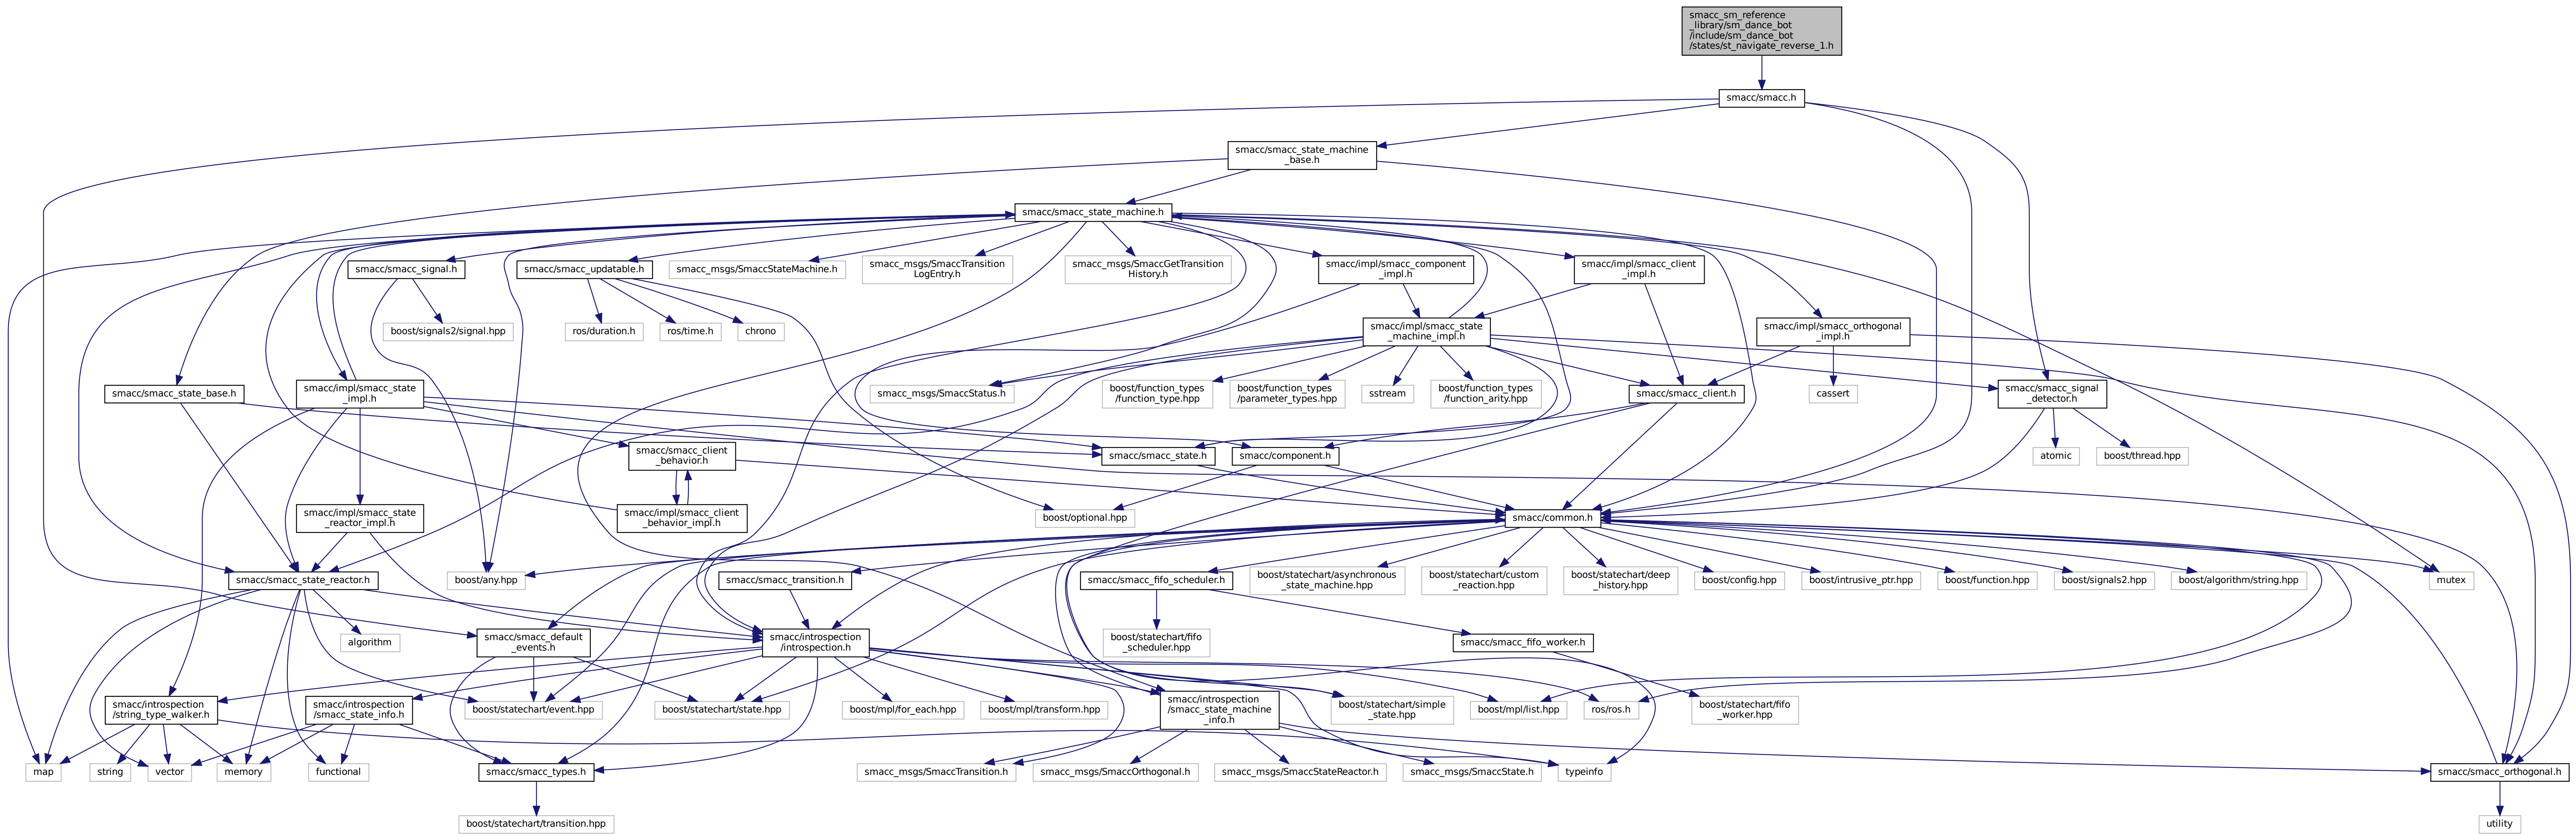 smacc_sm_reference
_library/sm_dance_bot
/include/sm_dance_bot
/states/st_navigate_reverse_1.h
smacc/smacc.h
smacc/smacc_state_machine
_base.h
smacc/smacc_state_machine.h
smacc/smacc_signal.h
smacc/smacc_updatable.h
smacc_msgs/SmaccStateMachine.h
smacc_msgs/SmaccTransition
LogEntry.h
smacc_msgs/SmaccGetTransition
History.h
smacc/impl/smacc_component
_impl.h
smacc/impl/smacc_client
_impl.h
boost/signals2/signal.hpp
ros/duration.h
ros/time.h
chrono
smacc/impl/smacc_state
_machine_impl.h
smacc/impl/smacc_orthogonal
_impl.h
smacc/smacc_state_base.h
smacc/impl/smacc_state
_impl.h
smacc_msgs/SmaccStatus.h
boost/function_types
/function_type.hpp
boost/function_types
/parameter_types.hpp
sstream
boost/function_types
/function_arity.hpp
smacc/smacc_client.h
cassert
smacc/smacc_signal
_detector.h
smacc/smacc_client
_behavior.h
smacc/smacc_state.h
smacc/component.h
atomic
boost/thread.hpp
smacc/impl/smacc_state
_reactor_impl.h
smacc/impl/smacc_client
_behavior_impl.h
boost/optional.hpp
smacc/common.h
smacc/smacc_state_reactor.h
boost/any.hpp
smacc/smacc_transition.h
smacc/smacc_fifo_scheduler.h
boost/statechart/asynchronous
_state_machine.hpp
boost/statechart/custom
_reaction.hpp
boost/statechart/deep
_history.hpp
boost/config.hpp
boost/intrusive_ptr.hpp
boost/function.hpp
boost/signals2.hpp
boost/algorithm/string.hpp
mutex
algorithm
smacc/smacc_default
_events.h
smacc/introspection
/introspection.h
boost/statechart/fifo
_scheduler.hpp
smacc/smacc_fifo_worker.h
smacc/introspection
/string_type_walker.h
smacc/introspection
/smacc_state_info.h
boost/statechart/event.hpp
boost/statechart/state.hpp
boost/mpl/for_each.hpp
boost/mpl/transform.hpp
smacc/introspection
/smacc_state_machine
_info.h
boost/statechart/simple
_state.hpp
boost/mpl/list.hpp
ros/ros.h
boost/statechart/fifo
_worker.hpp
map
string
vector
memory
functional
smacc/smacc_types.h
smacc_msgs/SmaccTransition.h
smacc_msgs/SmaccOrthogonal.h
smacc_msgs/SmaccStateReactor.h
smacc_msgs/SmaccState.h
typeinfo
smacc/smacc_orthogonal.h
boost/statechart/transition.hpp
utility